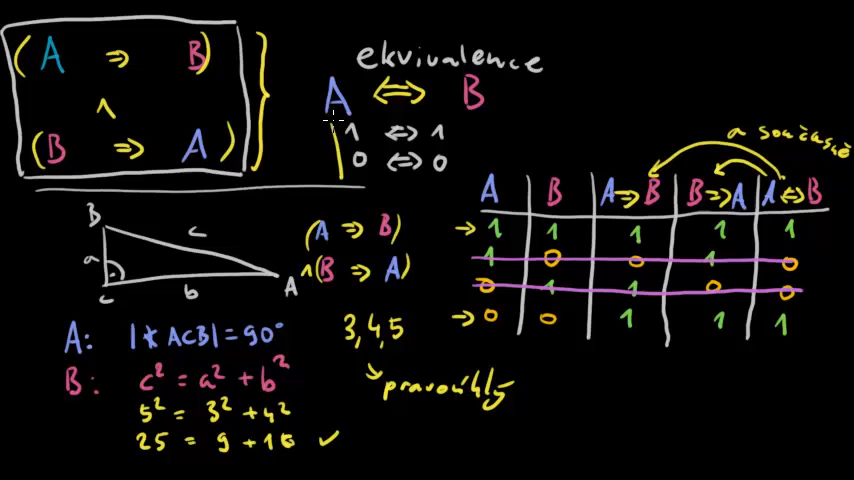 (A ⇒ B)
∧
(B ⇒ A)
}
ekvivalence
A ⇔ B
1 ⇔ 1
0 ⇔ 0
B
a
c
C
b
A
(A ⇒ B)
∧(B ⇒ A)
A: |∢ACB| = 90°
B: c² = a² + b²
5² = 3² + 4²
25 = 9 + 16 ✓
3,4,5
↘ pravoúhlý
a současně
A B A⇒B B⇒A A⇔B
→ 1 1 1 1 1
1 0 0 1 0
0 1 1 0 0
→ 0 0 1 1 1